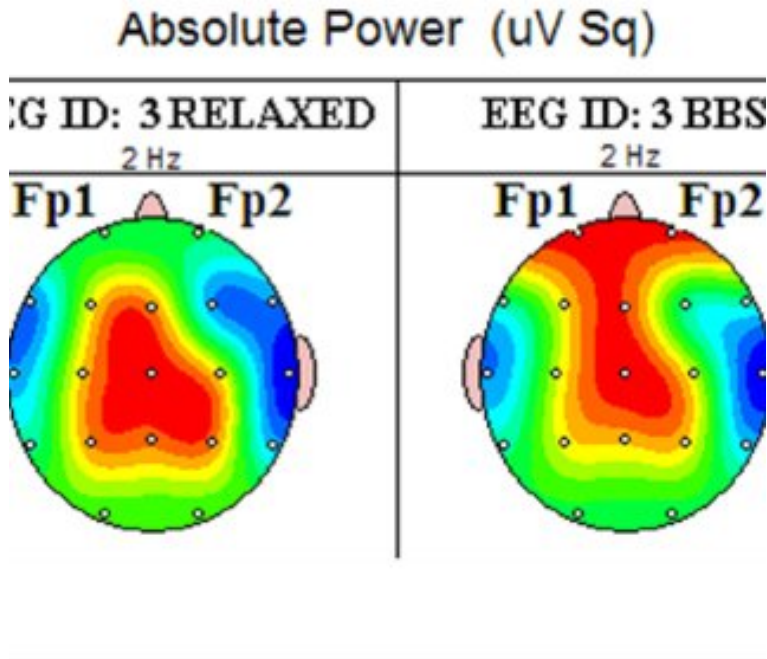 Absolute Power (uV Sq)
EG ID: 3 RELAXED
2 Hz
Fp1 Fp2
EEG ID: 3 BBS
2 Hz
Fp1 Fp2